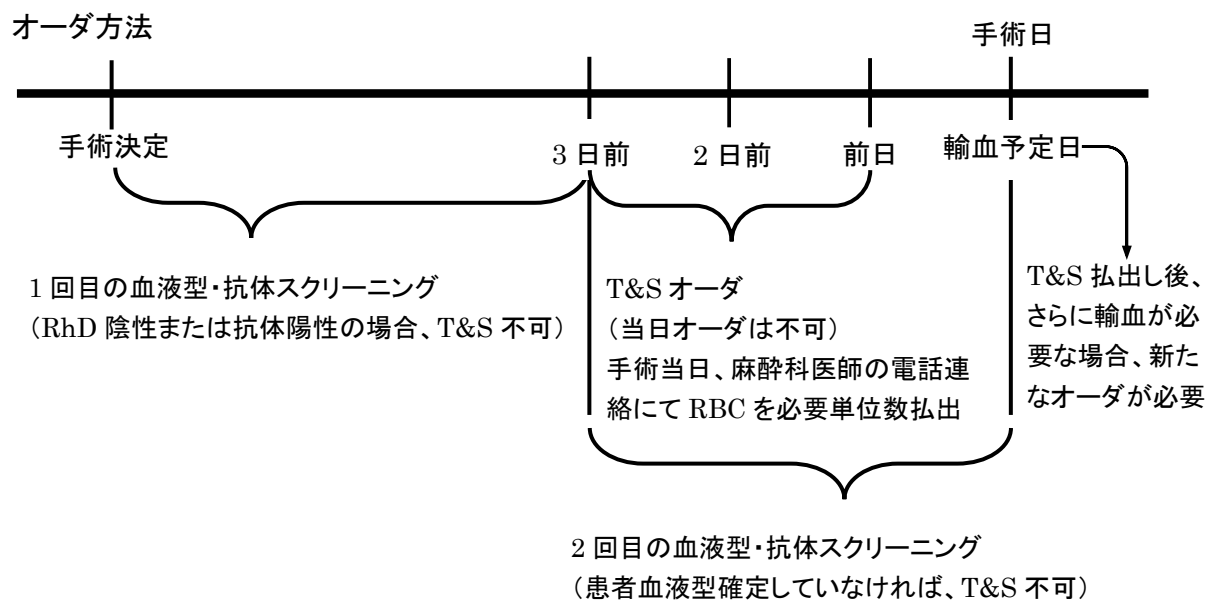 オーダ方法
手術日
手術決定
3 日前
2 日前
前日
輸血予定日
1 回目の血液型・抗体スクリーニング
（RhD 陰性または抗体陽性の場合、T&S 不可）
T&S オーダ
（当日オーダは不可）
手術当日、麻酔科医師の電話連
絡にて RBC を必要単位数払出
T&S 払出し後、
さらに輸血が必
要な場合、新た
なオーダが必要
2 回目の血液型・抗体スクリーニング
（患者血液型確定していなければ、T&S 不可）